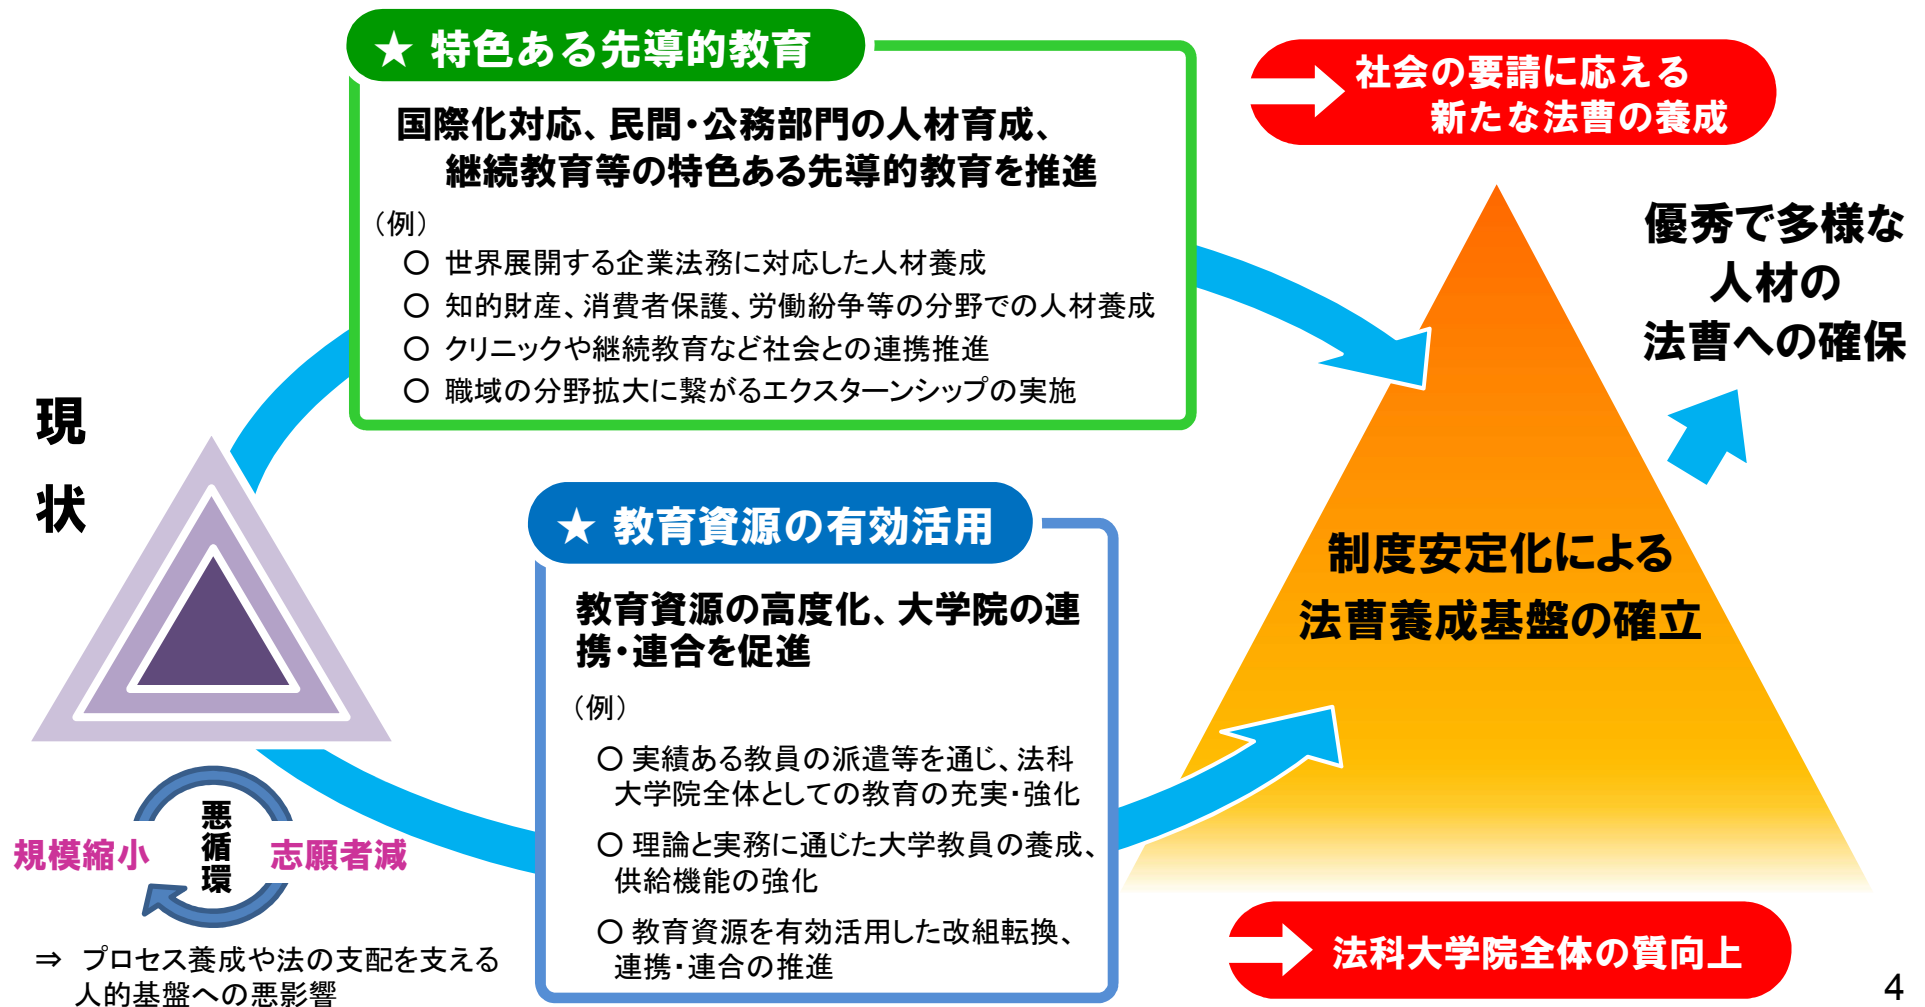 ★ 特色ある先導的教育
国際化対応、民間・公務部門の人材育成、
継続教育等の特色ある先導的教育を推進
（例）
○ 世界展開する企業法務に対応した人材養成
○ 知的財産、消費者保護、労働紛争等の分野での人材養成
○ クリニックや継続教育など社会との連携推進
○ 職域の分野拡大に繋がるエクスターンシップの実施
社会の要請に応える
新たな法曹の養成
優秀で多様な
人材の
法曹への確保
現
状
★ 教育資源の有効活用
教育資源の高度化、大学院の連
携・連合を促進
（例）
○ 実績ある教員の派遣等を通じ、法科
大学院全体としての教育の充実・強化
○ 理論と実務に通じた大学教員の養成、
供給機能の強化
○ 教育資源を有効活用した改組転換、
連携・連合の推進
制度安定化による
法曹養成基盤の確立
悪循環
規模縮小
志願者減
⇒ プロセス養成や法の支配を支える
人的基盤への悪影響
法科大学院全体の質向上
4